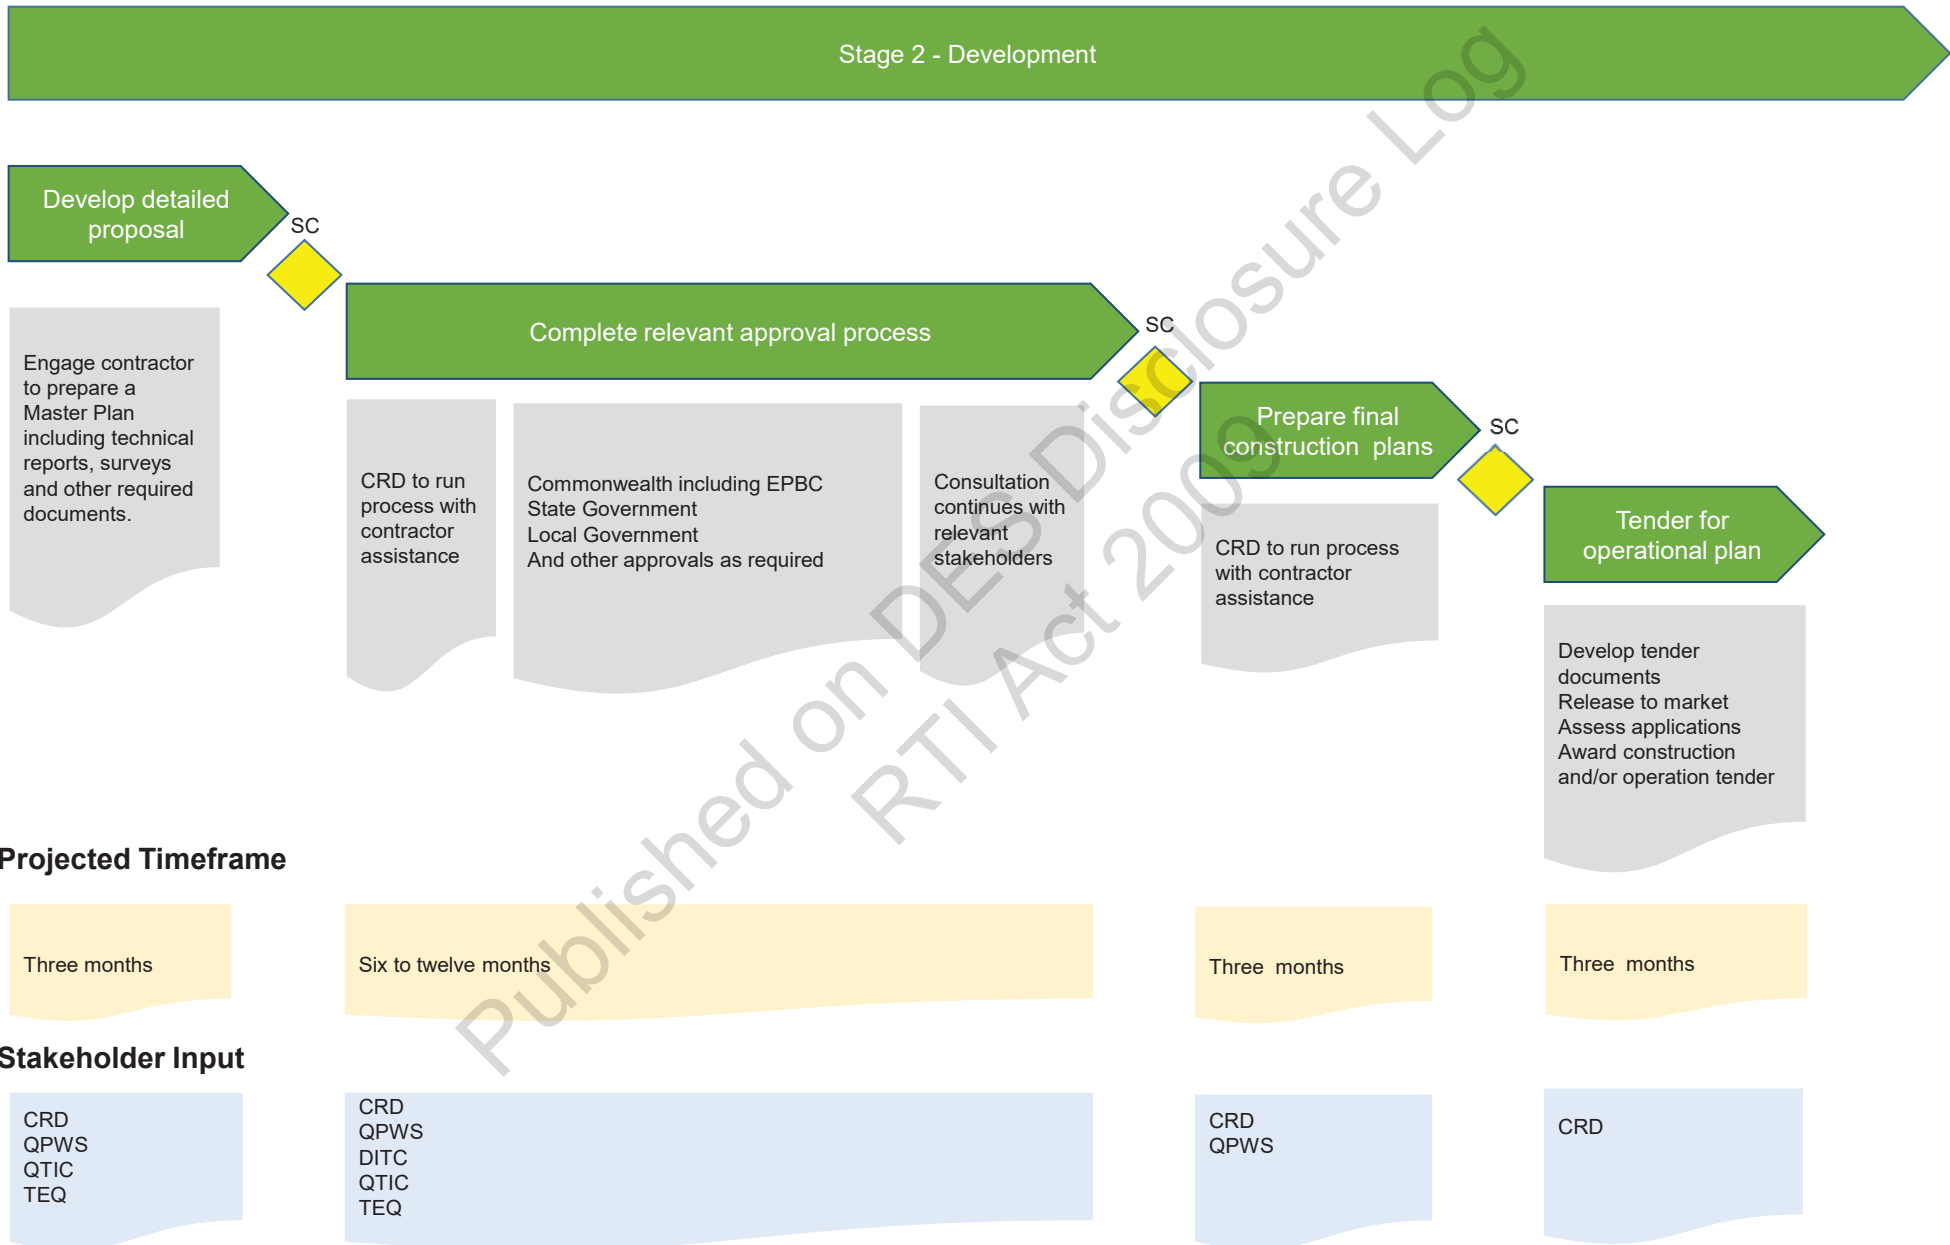 Stage 2 - Development
Develop detailed
proposal
SC
Complete relevant approval process
SC
Prepare final
construction plans
SC
Tender for
operational plan
Engage contractor
to prepare a
Master Plan
including technical
reports, surveys
and other required
documents.
CRD to run
process with
contractor
assistance
Commonwealth including EPBC
State Government
Local Government
And other approvals as required
Consultation
continues with
relevant
stakeholders
CRD to run process
with contractor
assistance
Develop tender
documents
Release to market
Assess applications
Award construction
and/or operation tender
Projected Timeframe
Three months
Six to twelve months
Three months
Three months
Stakeholder Input
CRD
QPWS
QTIC
TEQ
CRD
QPWS
DITC
QTIC
TEQ
CRD
QPWS
CRD
Published on DES Disclosure Log
RTI Act 2009